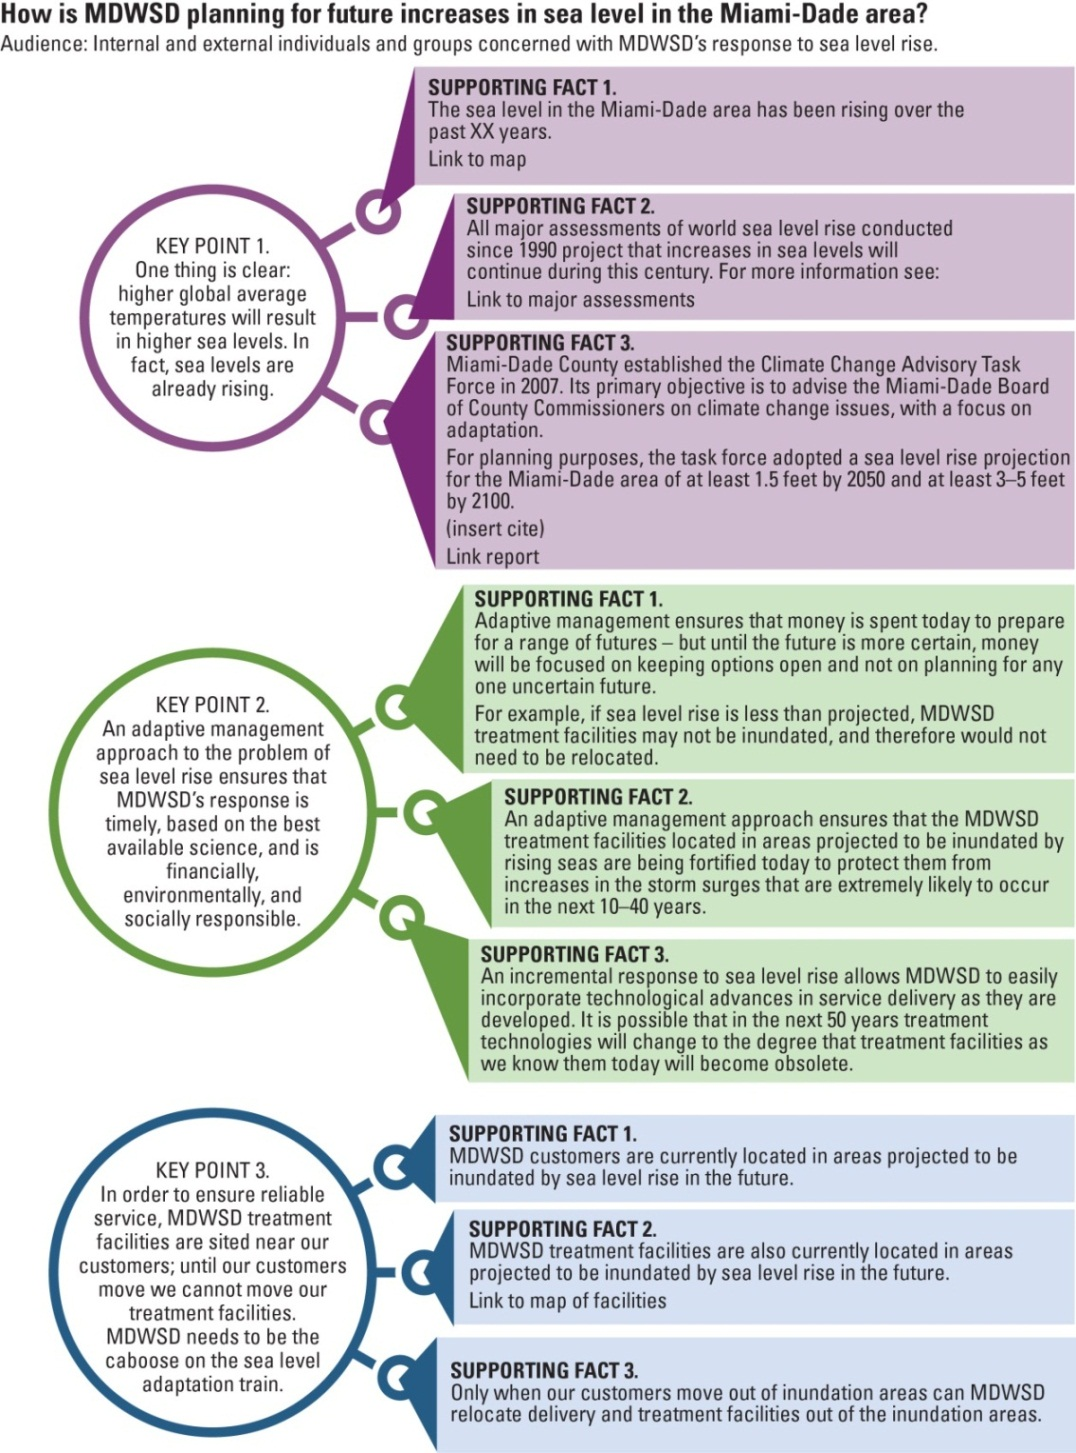 How is MDWSD planning for future increases in sea level in the Miami-Dade area?
Audience: Internal and external individuals and groups concerned with MDWSD's response to sea level rise.
KEY POINT 1.
One thing is clear:
higher global average
temperatures will result
in higher sea levels. In
fact, sea levels are
already rising.
SUPPORTING FACT 1.
The sea level in the Miami-Dade area has been rising over the
past XX years.
Link to map
SUPPORTING FACT 2.
All major assessments of world sea level rise conducted
since 1990 project that increases in sea levels will
continue during this century. For more information see:
Link to major assessments
SUPPORTING FACT 3.
Miami-Dade County established the Climate Change Advisory Task
Force in 2007. Its primary objective is to advise the Miami-Dade Board
of County Commissioners on climate change issues, with a focus on
adaptation.
For planning purposes, the task force adopted a sea level rise projection
for the Miami-Dade area of at least 1.5 feet by 2050 and at least 3–5 feet
by 2100.
(insert cite)
Link report
KEY POINT 2.
An adaptive management
approach to the problem of
sea level rise ensures that
MDWSD's response is
timely, based on the best
available science, and is
financially,
environmentally, and
socially responsible.
SUPPORTING FACT 1.
Adaptive management ensures that money is spent today to prepare
for a range of futures – but until the future is more certain, money
will be focused on keeping options open and not on planning for any
one uncertain future.
For example, if sea level rise is less than projected, MDWSD
treatment facilities may not be inundated, and therefore would not
need to be relocated.
SUPPORTING FACT 2.
An adaptive management approach ensures that the MDWSD
treatment facilities located in areas projected to be inundated by
rising seas are being fortified today to protect them from
increases in the storm surges that are extremely likely to occur
in the next 10–40 years.
SUPPORTING FACT 3.
An incremental response to sea level rise allows MDWSD to easily
incorporate technological advances in service delivery as they are
developed. It is possible that in the next 50 years treatment
technologies will change to the degree that treatment facilities as
we know them today will become obsolete.
KEY POINT 3.
In order to ensure reliable
service, MDWSD treatment
facilities are sited near our
customers; until our customers
move we cannot move our
treatment facilities.
MDWSD needs to be the
caboose on the sea level
adaptation train.
SUPPORTING FACT 1.
MDWSD customers are currently located in areas projected to be
inundated by sea level rise in the future.
SUPPORTING FACT 2.
MDWSD treatment facilities are also currently located in areas
projected to be inundated by sea level rise in the future.
Link to map of facilities
SUPPORTING FACT 3.
Only when our customers move out of inundation areas can MDWSD
relocate delivery and treatment facilities out of the inundation areas.